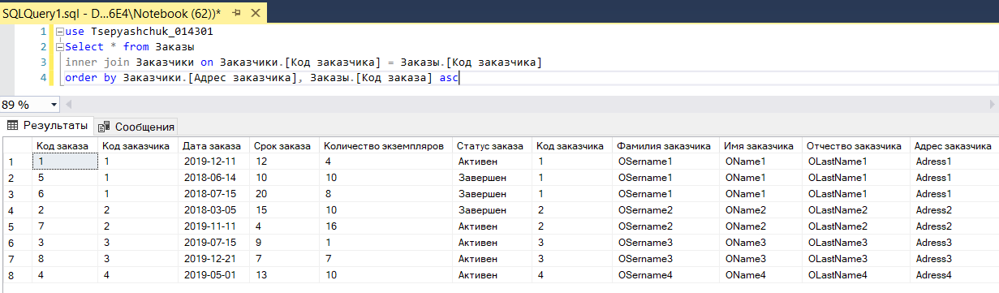 SQLQuery1.sql - D...6E4\Notebook (62))*
1 use Tsepyashchuk_014301
2 Select * from Заказы
3 inner join Заказчики on Заказчики.[Код заказчика] = Заказы.[Код заказчика]
4 order by Заказчики.[Адрес заказчика], Заказы.[Код заказа] asc
89 %
Результаты Сообщения
Код заказа Код заказчика Дата заказа Срок заказа Количество экземпляров Статус заказа Код заказчика Фамилия заказчика Имя заказчика Отчество заказчика Адрес заказчика
1 1 1 2019-12-11 12 4 Активен 1 OSername1 OName1 OLastName1 Adress1
2 5 1 2018-06-14 10 10 Завершен 1 OSername1 OName1 OLastName1 Adress1
3 6 1 2018-07-15 20 8 Завершен 1 OSername1 OName1 OLastName1 Adress1
4 2 2 2018-03-05 15 10 Завершен 2 OSername2 OName2 OLastName2 Adress2
5 7 2 2019-11-11 4 16 Активен 2 OSername2 OName2 OLastName2 Adress2
6 3 3 2019-07-15 9 1 Активен 3 OSername3 OName3 OLastName3 Adress3
7 8 3 2019-12-21 7 7 Активен 3 OSername3 OName3 OLastName3 Adress3
8 4 4 2019-05-01 13 10 Активен 4 OSername4 OName4 OLastName4 Adress4